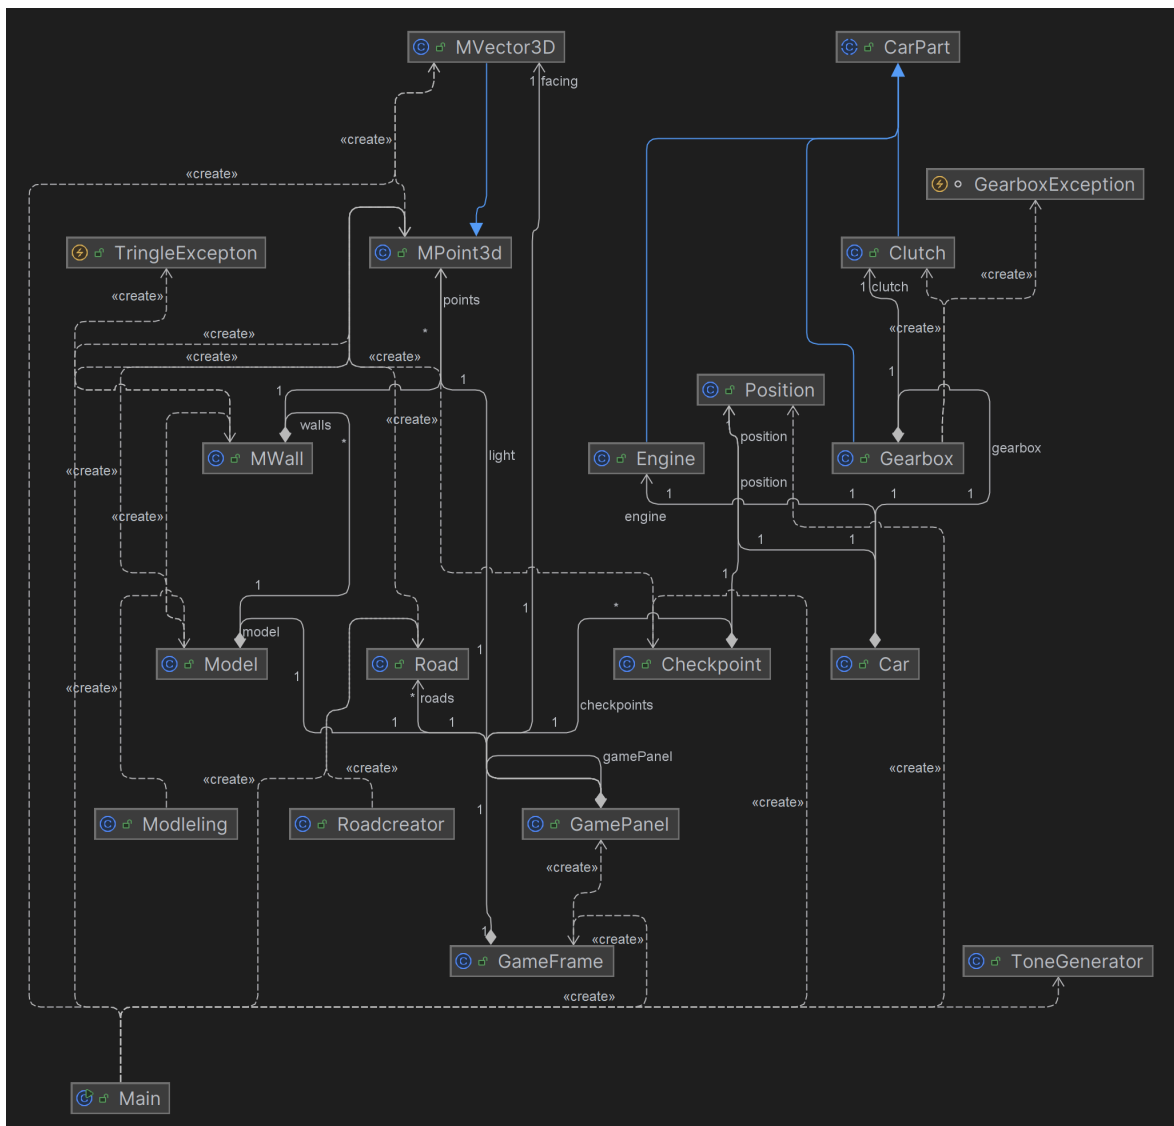 MVector3D
CarPart
1 facing
«create»
«create»
GearboxException
TringleExcepton
MPoint3d
Clutch
«create»
1 clutch
«create»
points
*
«create»
«create»
«create»
«create»
1
1
Position
1
walls
*
«create»
1
position
MWall
light
Engine
Gearbox
gearbox
«create»
position
1
1
1
1
engine
«create»
1
1
1
1
1
*
model
1
Model
Road
Checkpoint
Car
«create»
1
* roads
checkpoints
1
1
1
gamePanel
«create»
«create»
«create»
«create»
1
Modleling
Roadcreator
GamePanel
«create»
1
«create»
GameFrame
ToneGenerator
«create»
Main